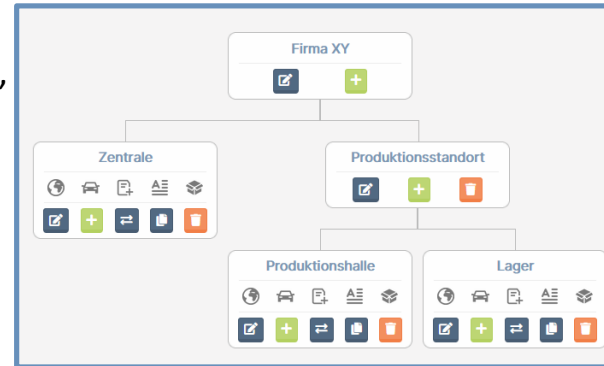 Firma XY
Zentrale
Produktionsstandort
Produktionshalle
Lager